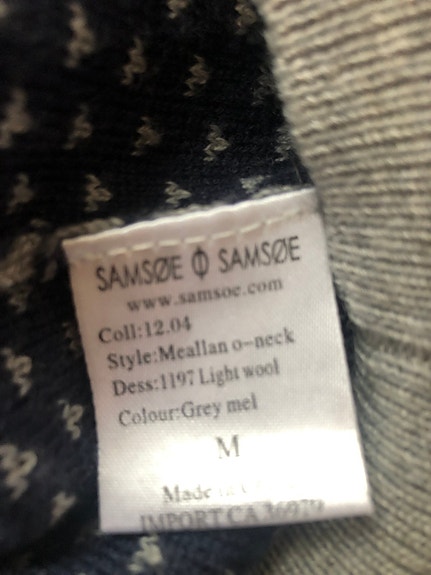 SAMSØE Φ SAMSØE
www.samsoe.com
Coll:12.04
Style:Meallan o-neck
Dess:1197 Light wool
Colour:Grey mel
M
Made
IMPORT CA 36979